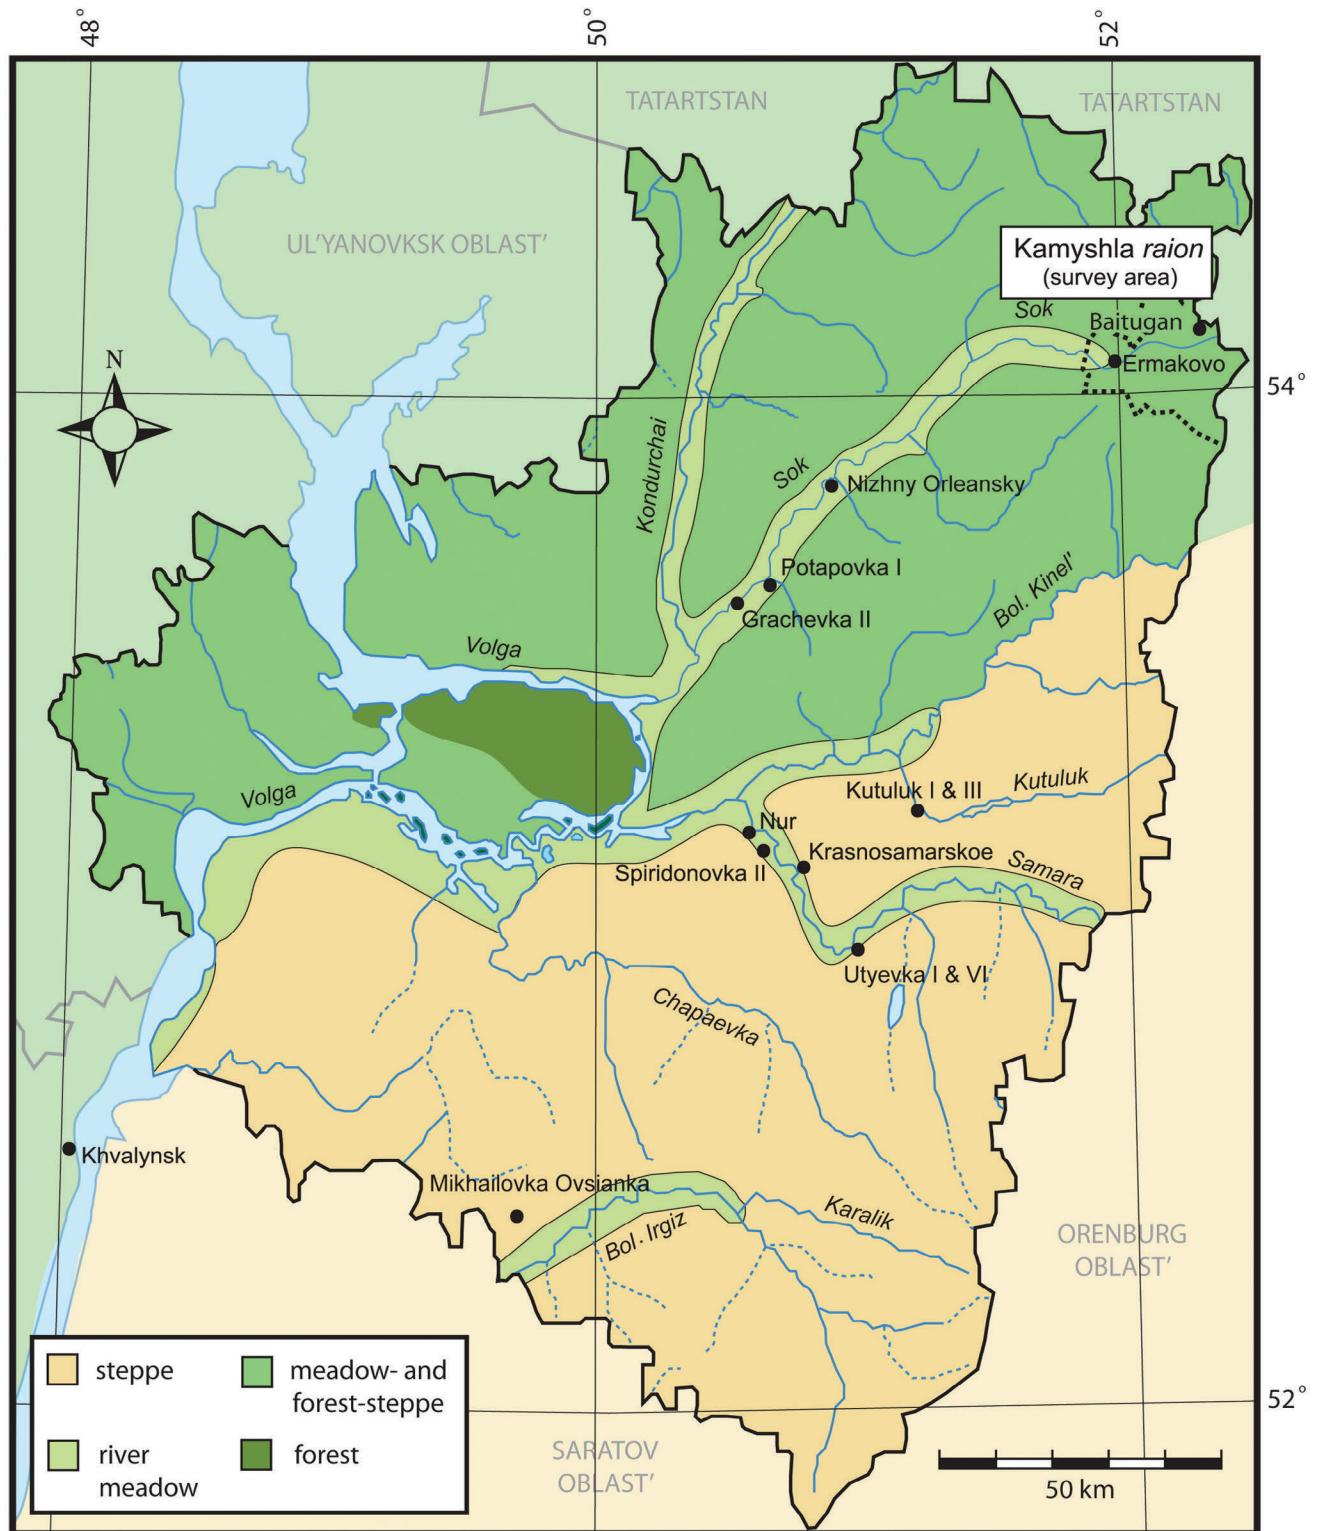 48°
50°
52°
TATARTSTAN
TATARTSTAN
UL'YANOVKSK OBLAST'
Kamyshla raion
(survey area)
Sok
Baitugan
Ermakovo
N
54°
Kondurchai
Sok
Nizhny Orleansky
Potapovka I
Grachevka II
Bol. Kinel'
Volga
Volga
Kutuluk I & III
Kutuluk
Nur
Krasnosamarskoe
Samara
Spiridonovka II
Utyevka I & VI
Chapaevka
Khvalynsk
Mikhailovka Ovsianka
Bol. Irgiz
Karalik
ORENBURG
OBLAST'
steppe
meadow- and
forest-steppe
river
meadow
forest
52°
SARATOV
OBLAST'
50 km